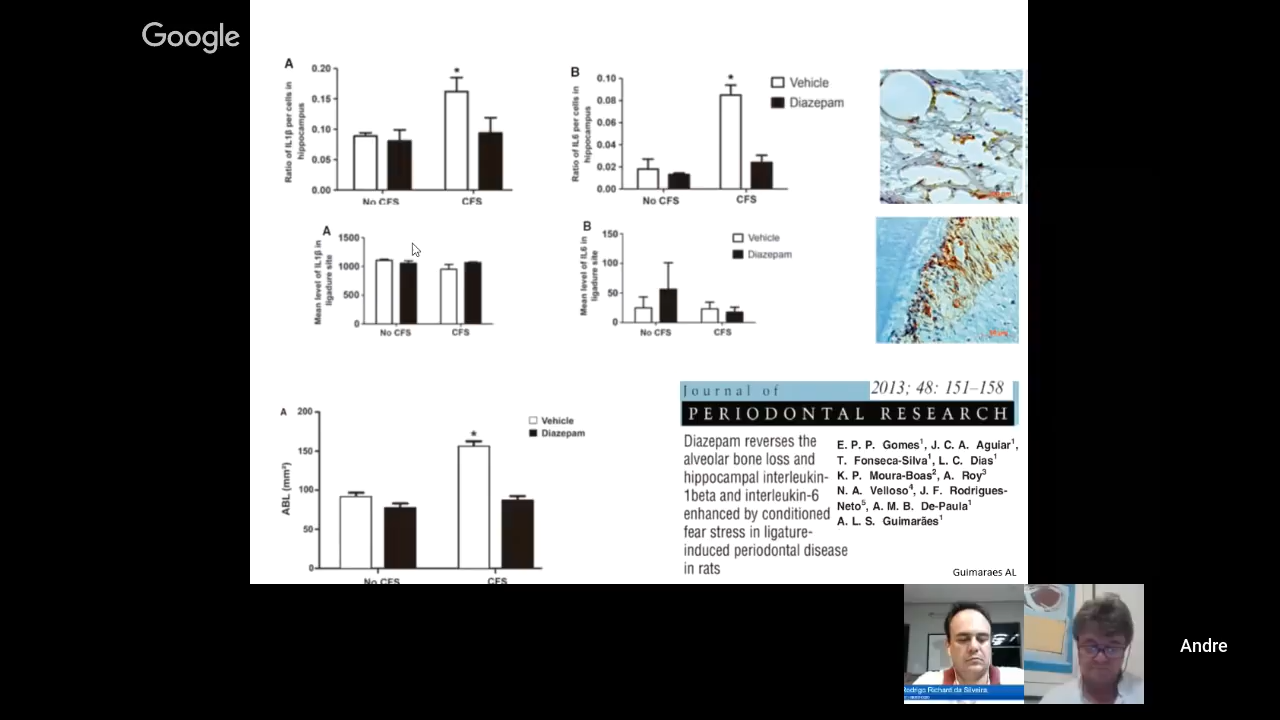 Google
A
0.20
0.15
0.10
0.05
0.00
Ratio of IL1β per cells in
hippocampus
*
No CFS
CFS
B
0.10
0.08
0.06
0.04
0.02
0.00
Ratio of IL6 per cells in
hippocampus
*
No CFS
CFS
Vehicle
Diazepam
A
1500
1000
500
0
Mean level of IL1β in
ligadure site
No CFS
CFS
B
150
100
50
0
Mean level of IL6 in
ligadure site
No CFS
CFS
Vehicle
Diazepam
A
200
150
100
50
0
ABL (mm²)
*
No CFS
CFS
Vehicle
Diazepam
Journal of
2013; 48: 151–158
PERIODONTAL RESEARCH
Diazepam reverses the
alveolar bone loss and
hippocampal interleukin-
1beta and interleukin-6
enhanced by conditioned
fear stress in ligature-
induced periodontal disease
in rats
E. P. P. Gomes¹, J. C. A. Aguiar¹,
T. Fonseca-Silva¹, L. C. Dias¹
K. P. Moura-Boas², A. Roy³
N. A. Velloso⁴, J. F. Rodrigues-
Neto⁵, A. M. B. De-Paula¹
A. L. S. Guimarães¹
Guimaraes AL
Rodrigo Richard da Silveira
Andre